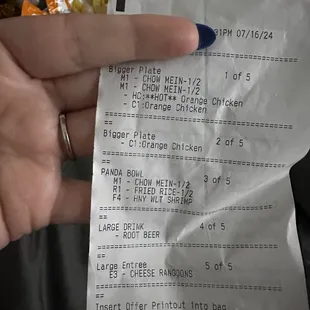 31PM 07/16/24
Bigger Plate 1 of 5
M1 - CHOW MEIN-1/2
M1 - CHOW MEIN-1/2
- HO:**HOT** Orange Chicken
- C1:Orange Chicken
Bigger Plate 2 of 5
- C1:Orange Chicken
PANDA BOWL 3 of 5
M1 - CHOW MEIN-1/2
R1 - FRIED RICE-1/2
F4 - HNY WLT SHRIMP
LARGE DRINK 4 of 5
- ROOT BEER
Large Entree 5 of 5
E3 - CHEESE RANGOONS
Insert Offer Printout into bag